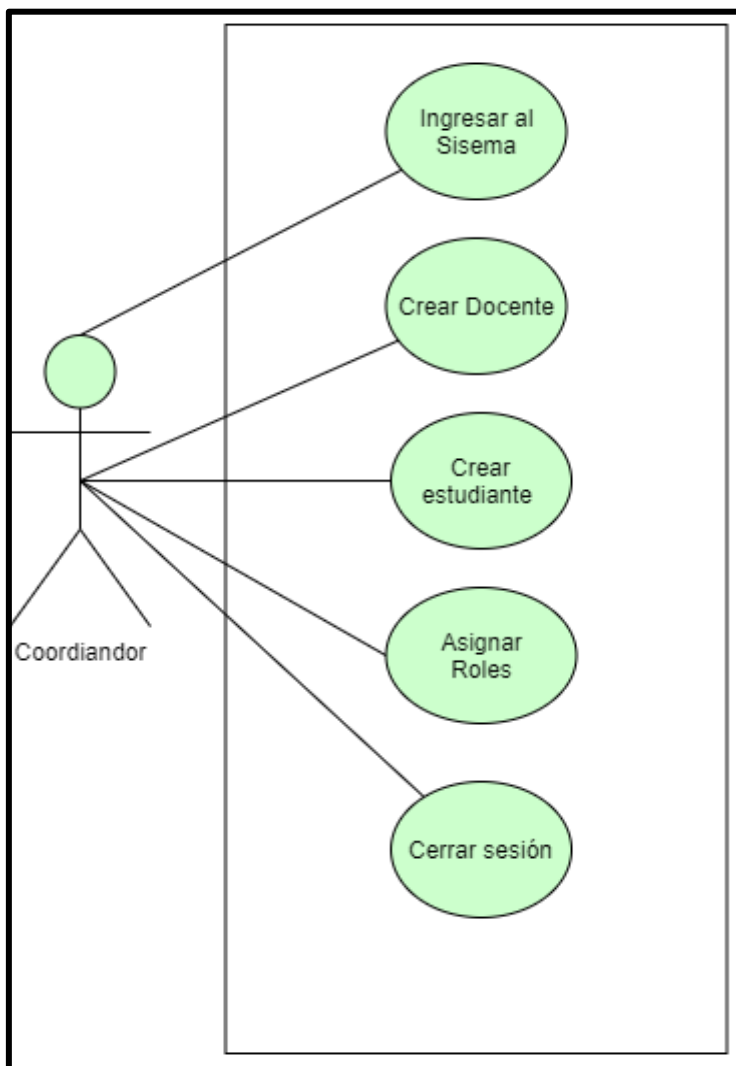 Ingresar al
Sisema
Crear Docente
Crear
estudiante
Asignar
Roles
Coordiandor
Cerrar sesión